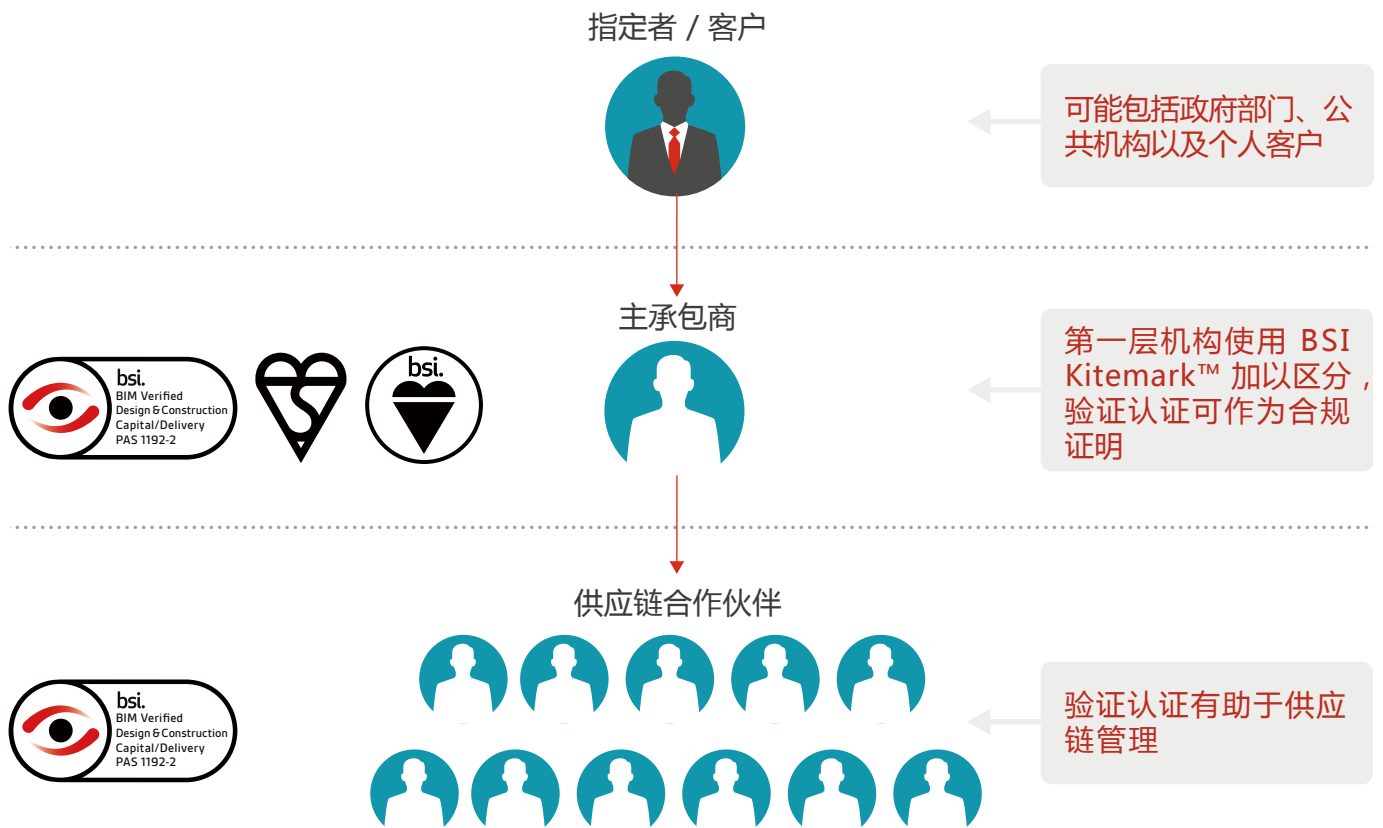 指定者 / 客户
可能包括政府部门、公
共机构以及个人客户
主承包商
bsi.
BIM Verified
Design & Construction
Capital/Delivery
PAS 1192-2
bsi.
第一层机构使用 BSI
Kitemark™ 加以区分，
验证认证可作为合规
证明
供应链合作伙伴
bsi.
BIM Verified
Design & Construction
Capital/Delivery
PAS 1192-2
验证认证有助于供应
链管理